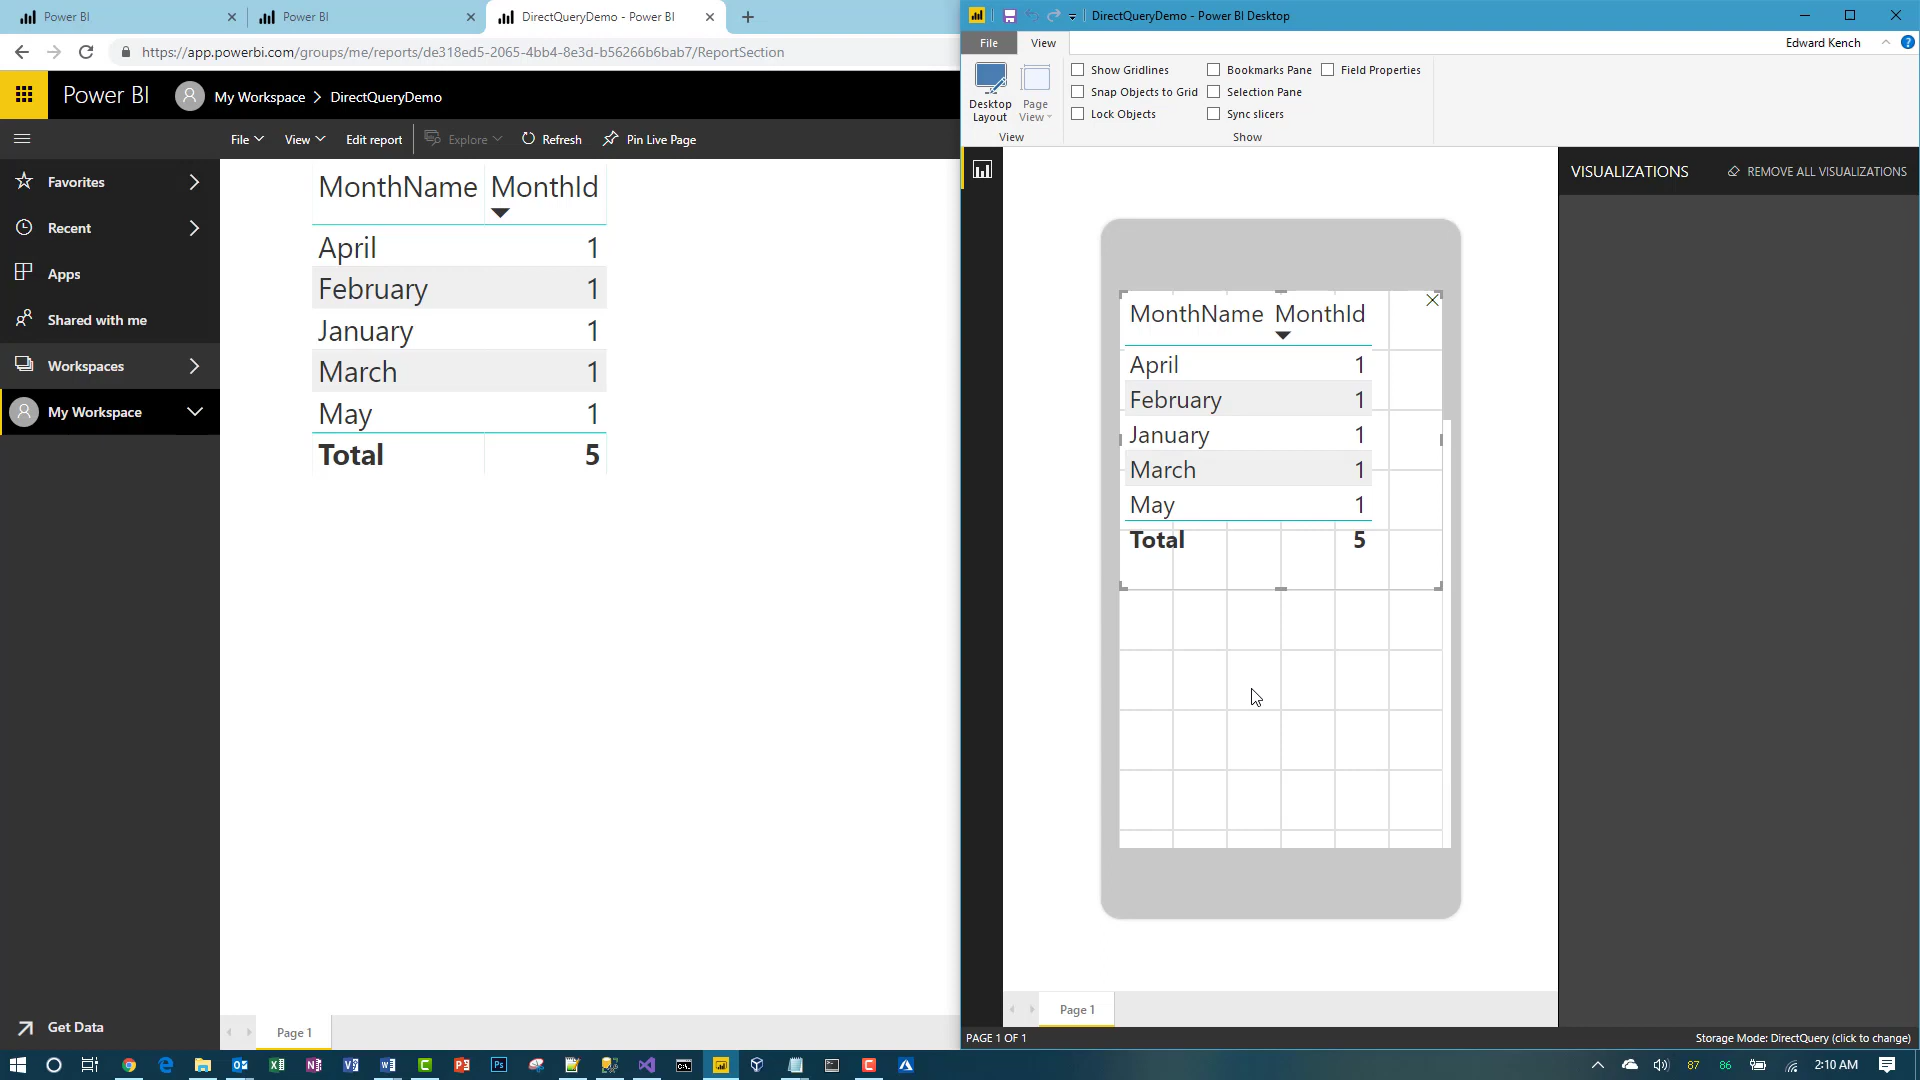 Power BI
Power BI
DirectQueryDemo - Power BI
https://app.powerbi.com/groups/me/reports/de318ed5-2065-4bb4-8e3d-b56266b6bab7/ReportSection
Power BI
My Workspace > DirectQueryDemo
File
View
Edit report
Explore
Refresh
Pin Live Page
Favorites
Recent
Apps
Shared with me
Workspaces
My Workspace
Get Data
MonthName MonthId
April 1
February 1
January 1
March 1
May 1
Total 5
Page 1
DirectQueryDemo - Power BI Desktop
File
View
Edward Kench
Desktop Layout
Page View
View
Show Gridlines
Snap Objects to Grid
Lock Objects
Bookmarks Pane
Selection Pane
Sync slicers
Field Properties
Show
VISUALIZATIONS
REMOVE ALL VISUALIZATIONS
MonthName MonthId
April 1
February 1
January 1
March 1
May 1
Total 5
Page 1
PAGE 1 OF 1
Storage Mode: DirectQuery (click to change)
87
86
2:10 AM